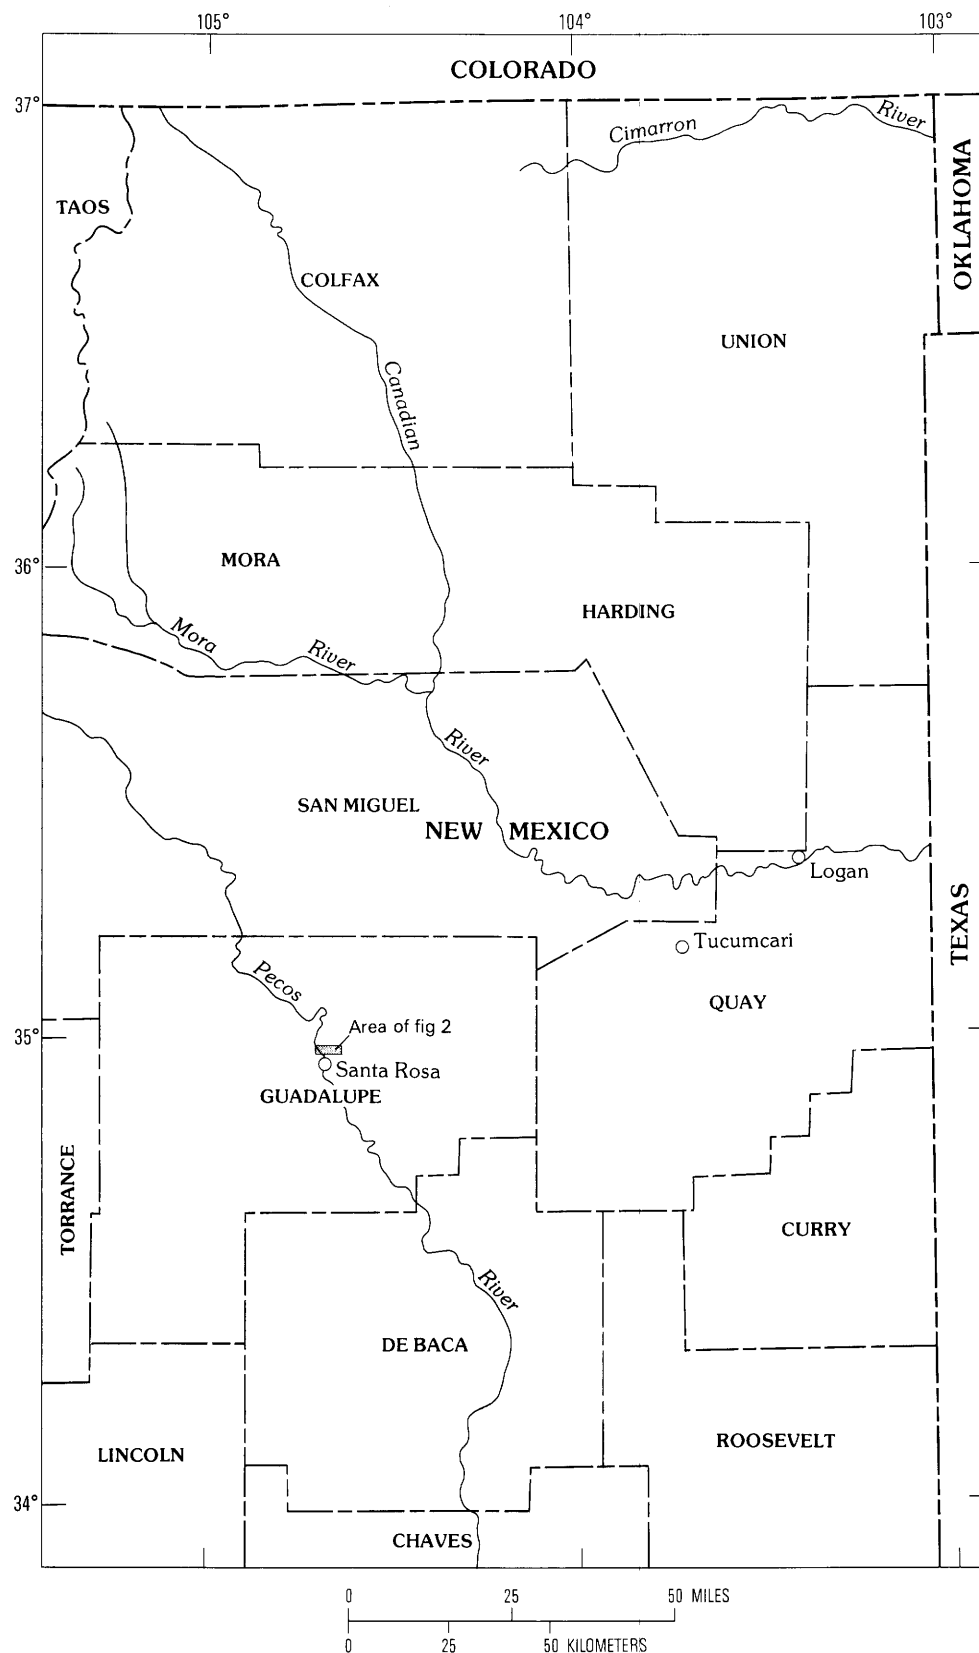 105° 104° 103°
COLORADO
37°
Cimarron River
OKLAHOMA
TAOS
COLFAX
UNION
Canadian
36°
MORA
HARDING
Mora River
River
SAN MIGUEL
NEW MEXICO
Logan
TEXAS
Tucumcari
Pecos
QUAY
Area of fig 2
35°
Santa Rosa
GUADALUPE
TORRANCE
CURRY
River
DE BACA
LINCOLN
ROOSEVELT
34°
CHAVES
0 25 50 MILES
0 25 50 KILOMETERS